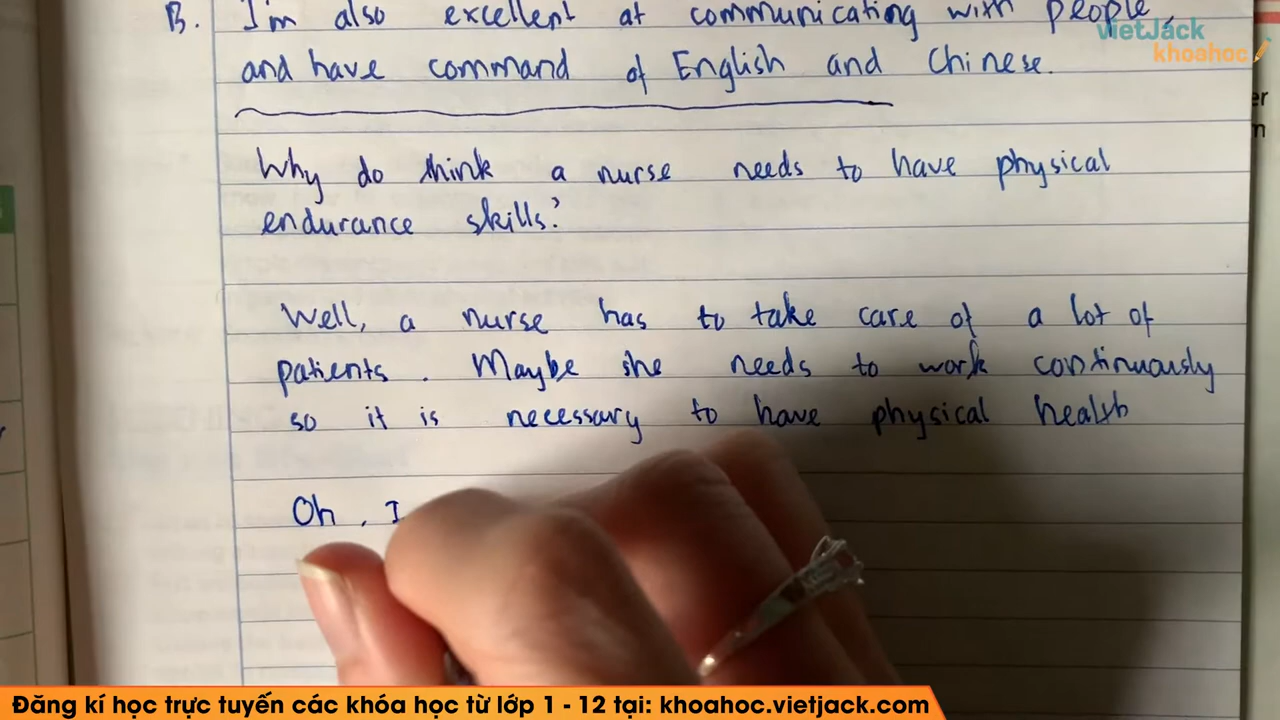 B. I'm also excellent at communicating with people,
and have command of English and Chinese.
Why do think a nurse needs to have physical
endurance skills?
Well, a nurse has to take care of a lot of
patients. Maybe she needs to work continuously
so it is necessary to have physical health
Oh, I
vietJack
khoahoc
er
m
Đăng kí học trực tuyến các khóa học từ lớp 1 - 12 tại: khoahoc.vietjack.com